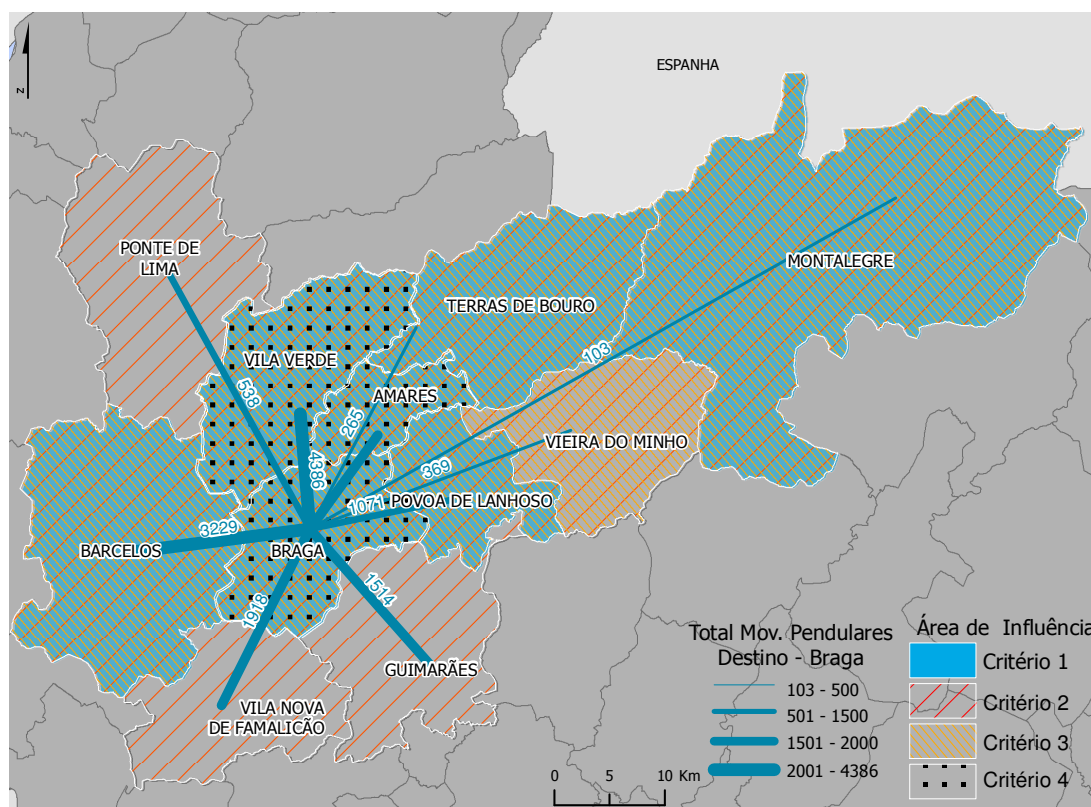 ESPANHA
N
PONTE DE
LIMA
MONTALEGRE
TERRAS DE BOURO
103
VILA VERDE
538
AMARES
265
VIEIRA DO MINHO
4386
369
1071
POVOA DE LANHOSO
3229
BARCELOS
BRAGA
1514
1918
GUIMARÃES
VILA NOVA
DE FAMALICÃO
Total Mov. Pendulares
Destino - Braga
103 - 500
501 - 1500
1501 - 2000
2001 - 4386
Área de Influência
Critério 1
Critério 2
Critério 3
Critério 4
0 5 10 Km